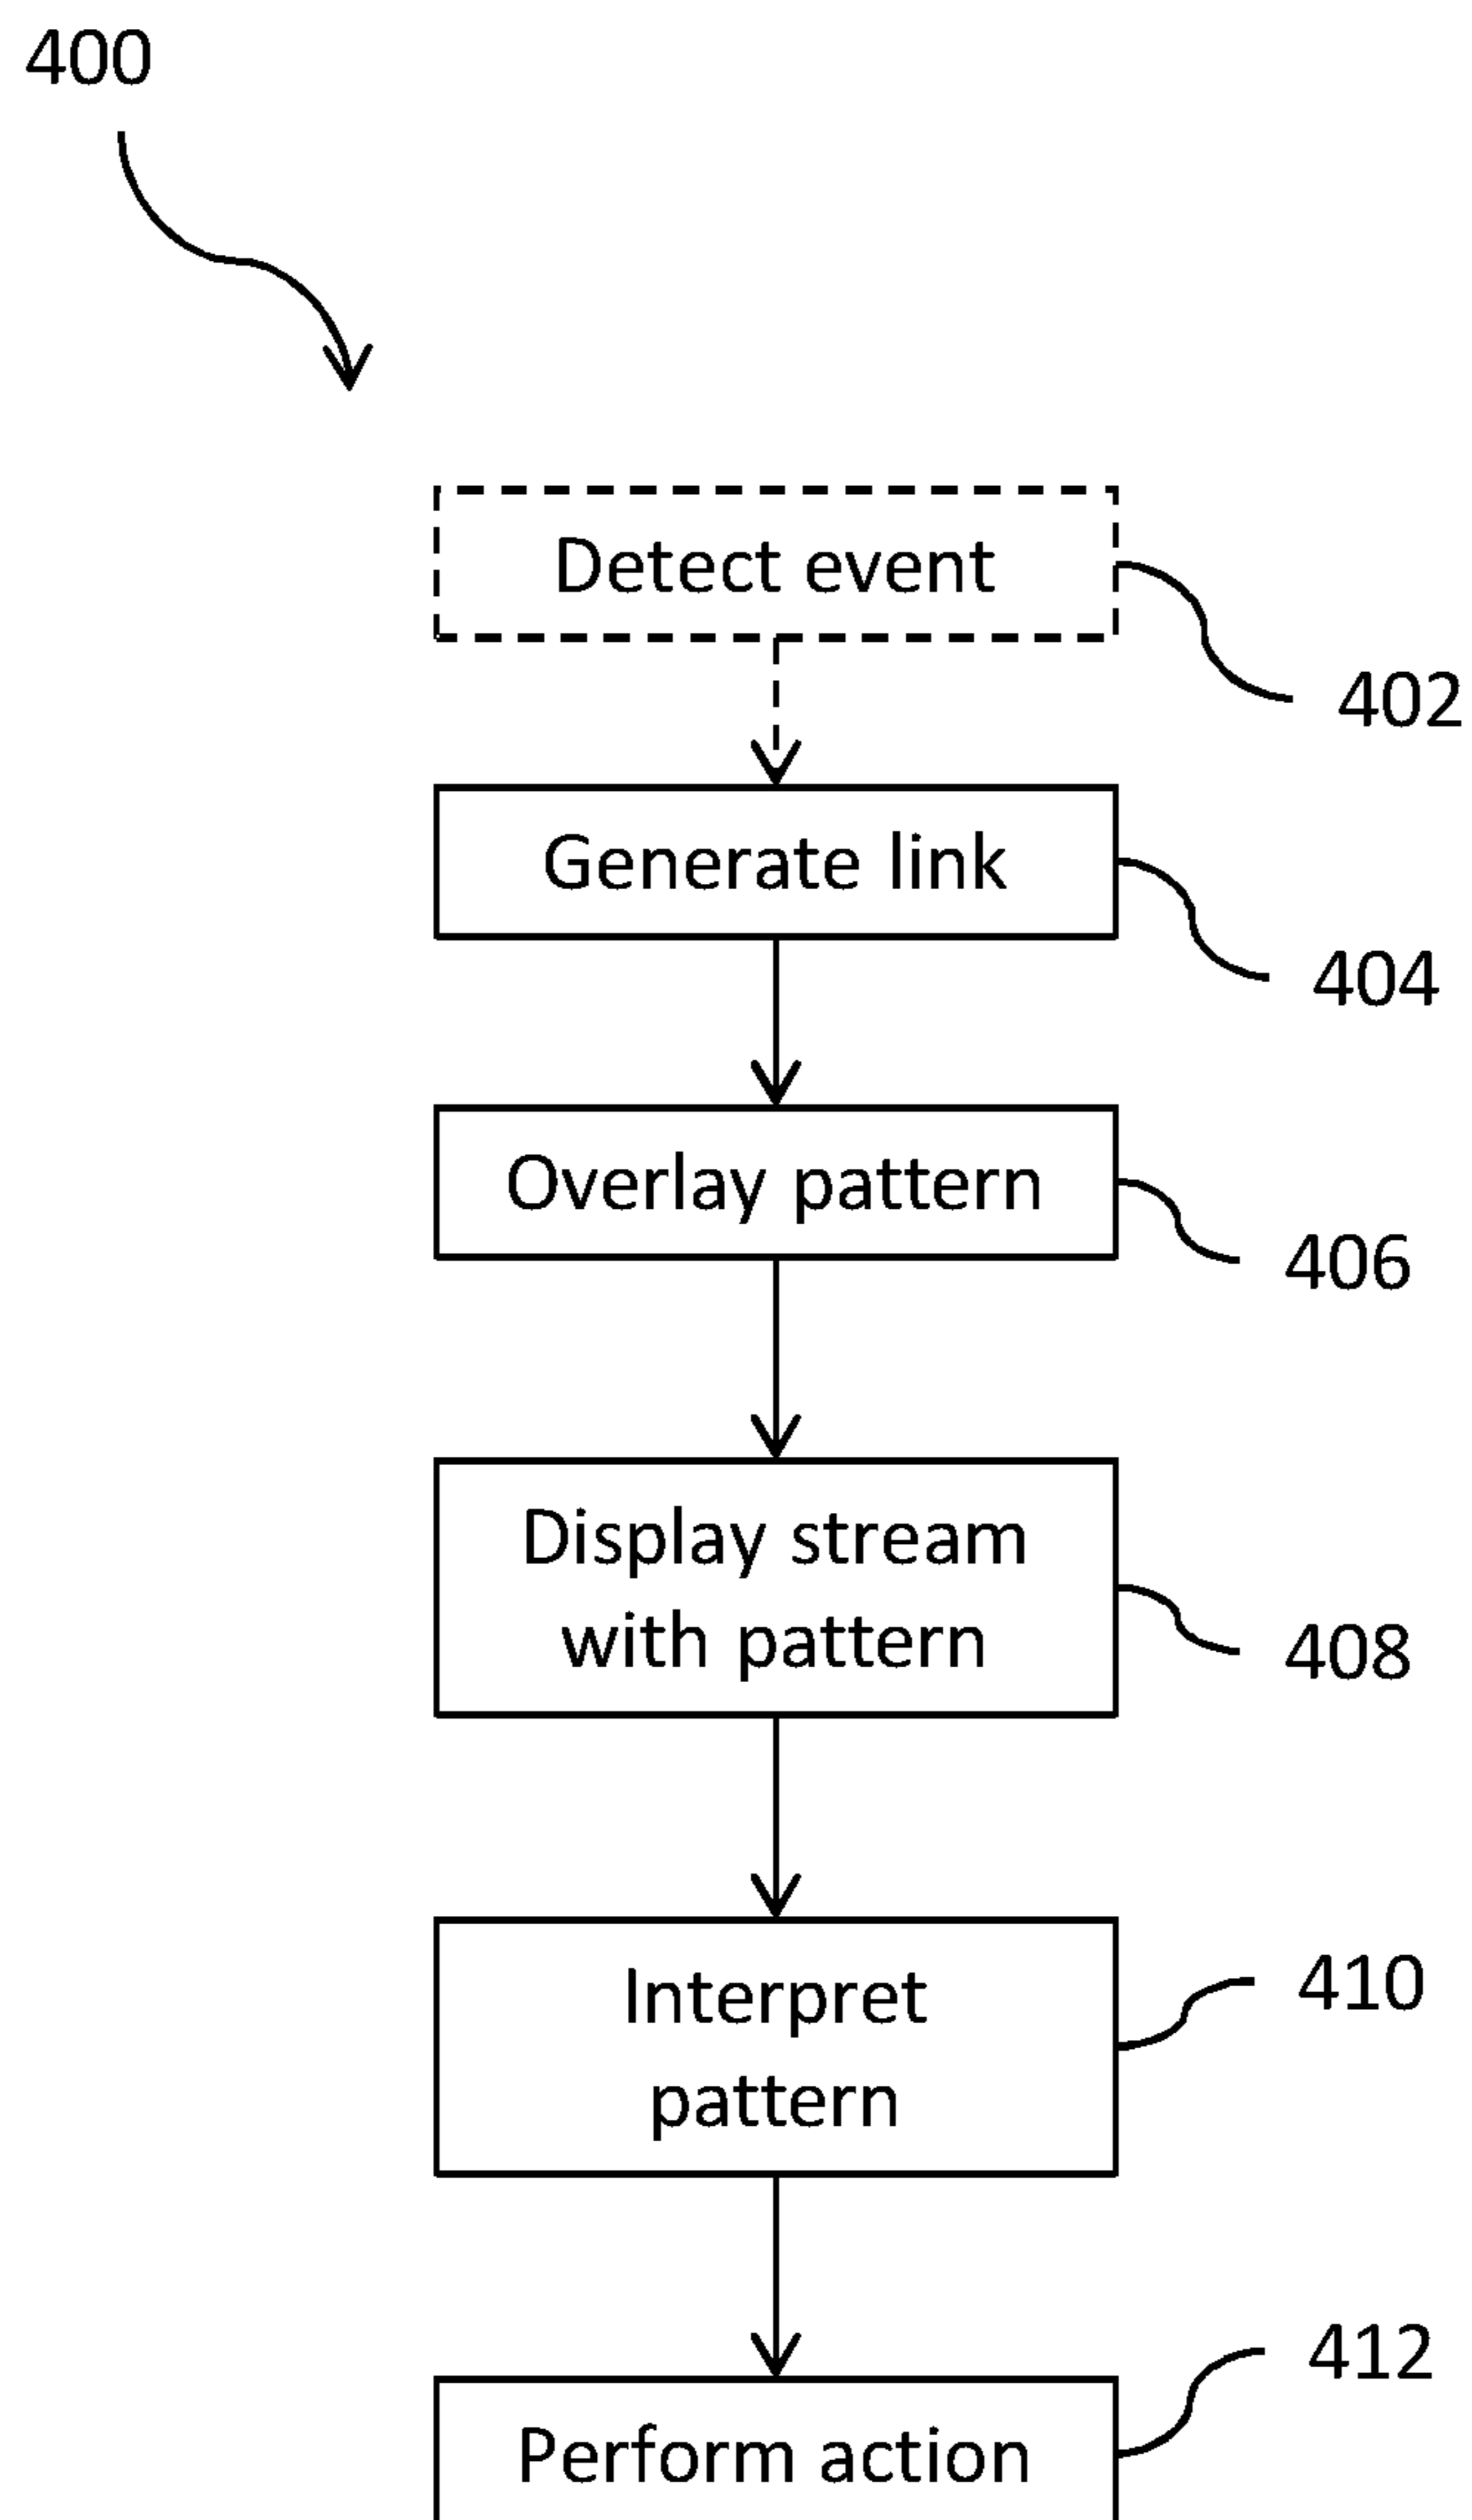 400
Detect event
402
Generate link
404
Overlay pattern
406
Display stream
with pattern
408
Interpret
pattern
410
Perform action
412